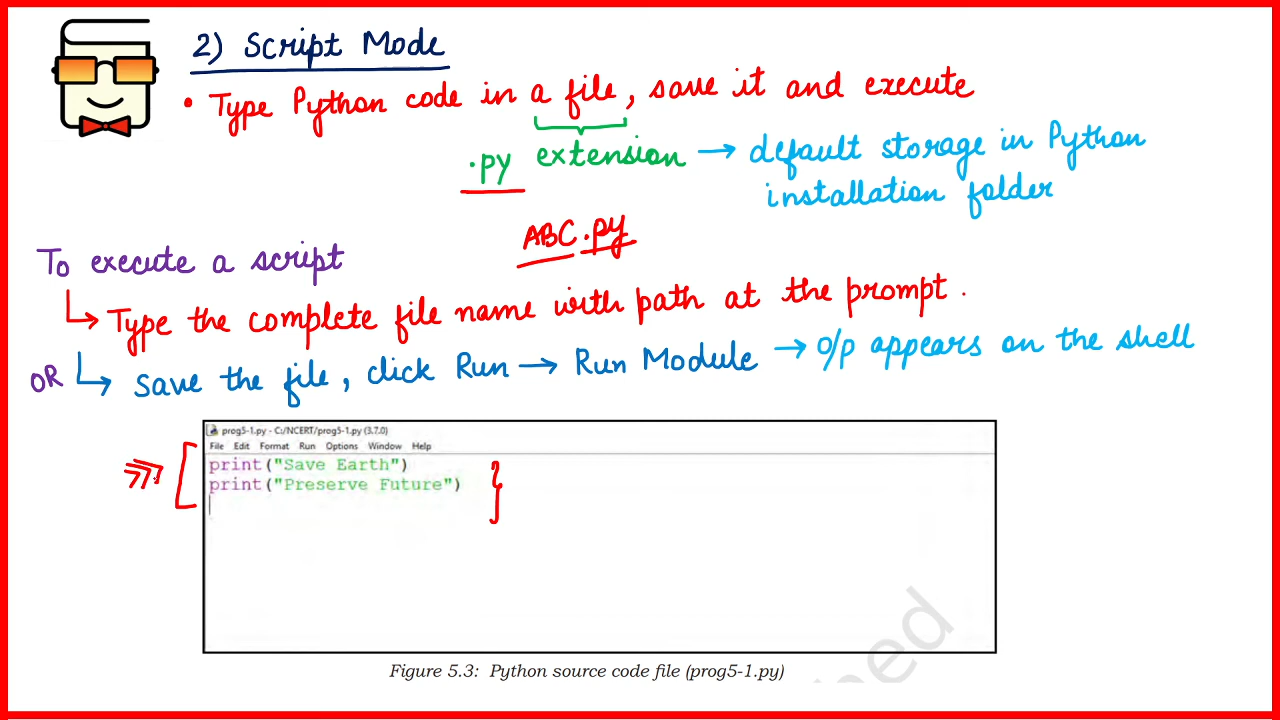 2) Script Mode
• Type Python code in a file, save it and execute
.py extension → default storage in Python
installation folder
ABC.py
To execute a script
↳ Type the complete file name with path at the prompt.
OR ↳ Save the file, click Run → Run Module → O/P appears on the shell
prog5-1.py - C:/NCERT/prog5-1.py (3.7.0)
File Edit Format Run Options Window Help
print("Save Earth")
print("Preserve Future")
Figure 5.3: Python source code file (prog5-1.py)